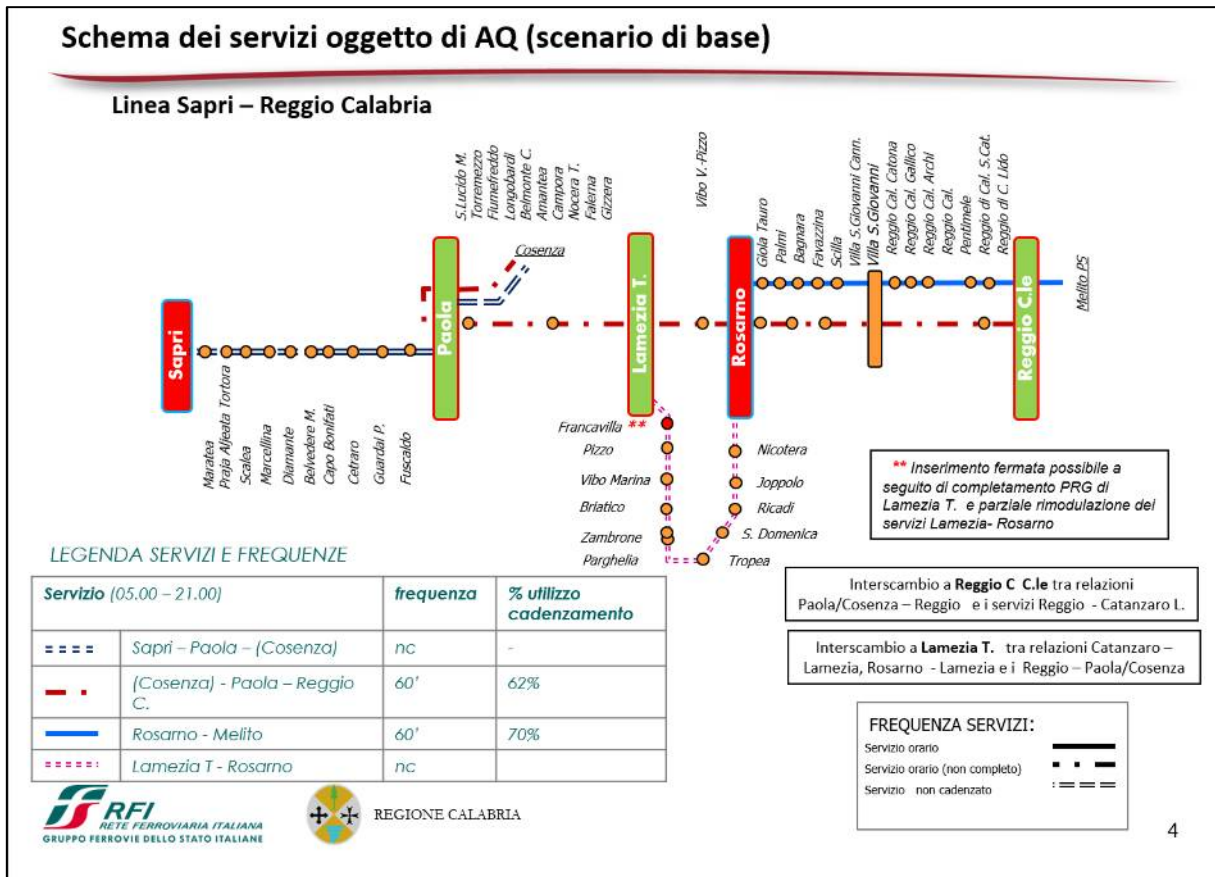 Schema dei servizi oggetto di AQ (scenario di base)
Linea Sapri – Reggio Calabria
S.Lucido M.
Torremezzo
Fiumefreddo
Longobardi
Belmonte C.
Amantea
Campora
Nocera T.
Falerna
Gizzera
Vibo V.-Pizzo
Gioia Tauro
Palmi
Bagnara
Favazzina
Scilla
Villa S.Giovanni Cann.
Villa S.Giovanni
Reggio Cal. Catona
Reggio Cal. Gallico
Reggio Cal. Archi
Reggio Cal.
Pentimele
Reggio di Cal. S.Cat.
Reggio di C. Lido
Cosenza
Melito PS
Sapri
Paola
Lamezia T.
Rosarno
Reggio C.le
Maratea
Praja Ajeata Tortora
Scalea
Marcellina
Diamante
Belvedere M.
Capo Bonifati
Cetraro
Guardai P.
Fuscaldo
Francavilla **
Pizzo
Vibo Marina
Briatico
Zambrone
Parghelia
Nicotera
Joppolo
Ricadi
S. Domenica
Tropea
** Inserimento fermata possibile a
seguito di completamento PRG di
Lamezia T. e parziale rimodulazione dei
servizi Lamezia- Rosarno
LEGENDA SERVIZI E FREQUENZE
Servizio (05.00 – 21.00) frequenza % utilizzo
cadenzamento
Sapri – Paola – (Cosenza) nc -
(Cosenza) - Paola – Reggio
C. 60' 62%
Rosarno - Melito 60' 70%
Lamezia T - Rosarno nc
Interscambio a Reggio C C.le tra relazioni
Paola/Cosenza – Reggio e i servizi Reggio - Catanzaro L.
Interscambio a Lamezia T. tra relazioni Catanzaro –
Lamezia, Rosarno - Lamezia e i Reggio – Paola/Cosenza
FREQUENZA SERVIZI:
Servizio orario
Servizio orario (non completo)
Servizio non cadenzato
RFI
RETE FERROVIARIA ITALIANA
GRUPPO FERROVIE DELLO STATO ITALIANE
REGIONE CALABRIA
4